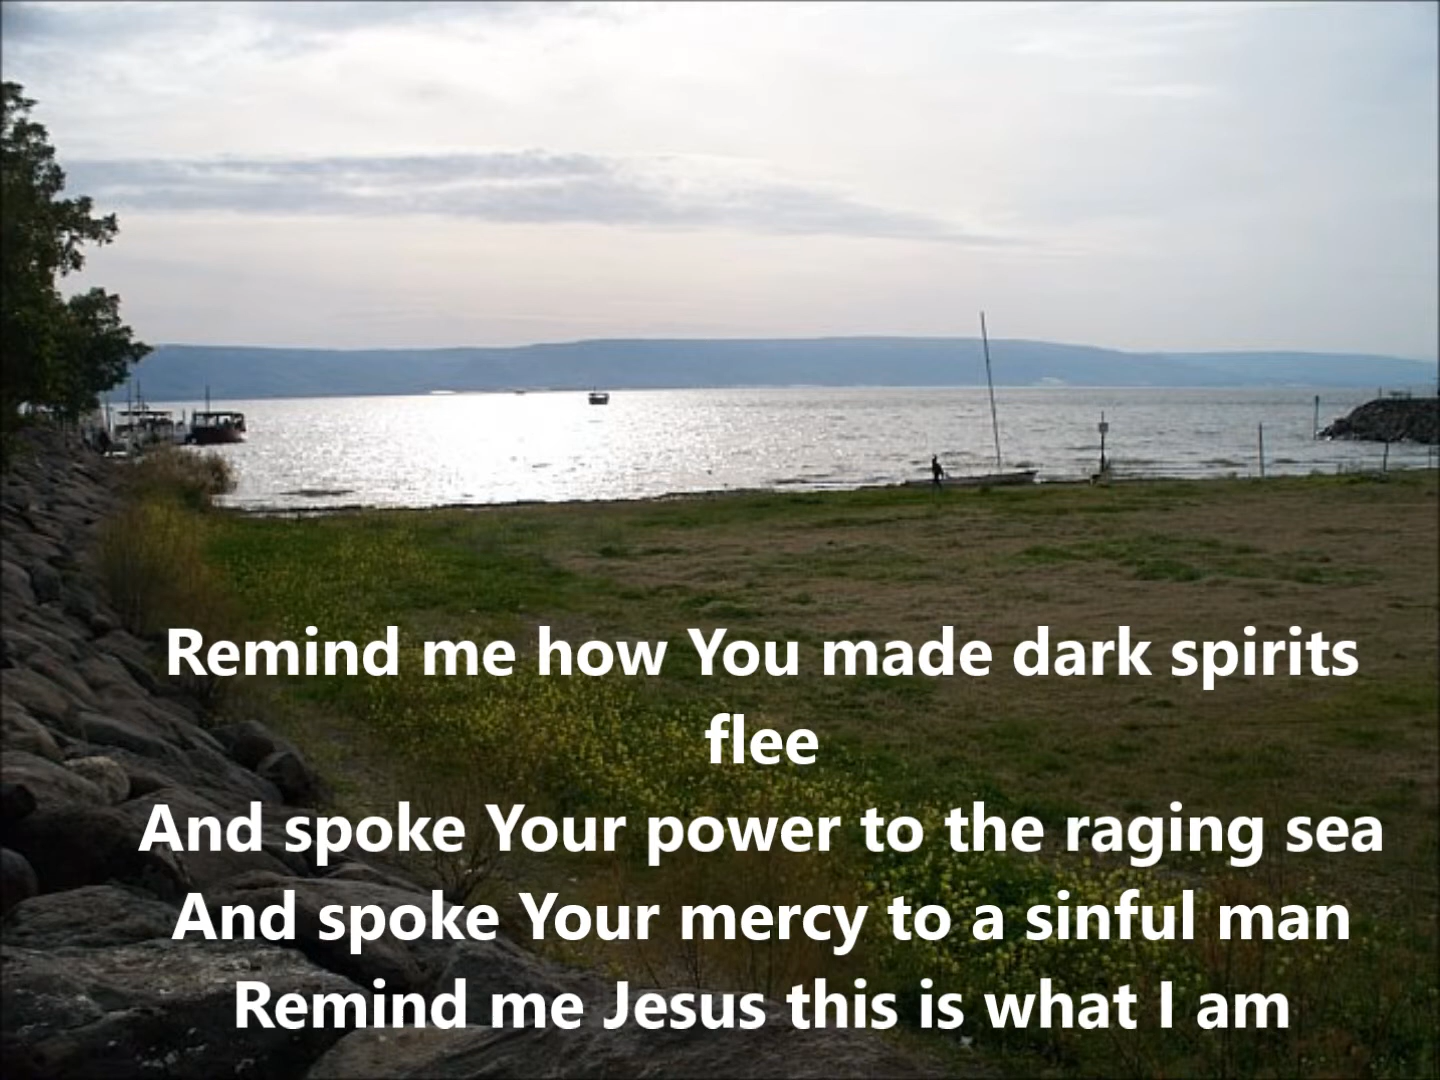 Remind me how You made dark spirits
flee
And spoke Your power to the raging sea
And spoke Your mercy to a sinful man
Remind me Jesus this is what I am